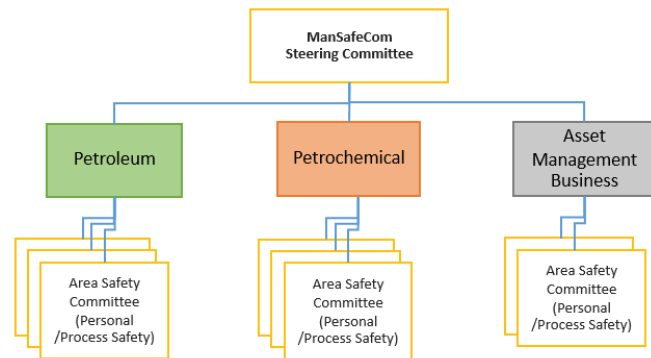 ManSafeCom
Steering Committee
Petroleum
Petrochemical
Asset
Management
Business
Area Safety
Committee
(Personal
/Process Safety)
Area Safety
Committee
(Personal
/Process Safety)
Area Safety
Committee
(Personal
/Process Safety)